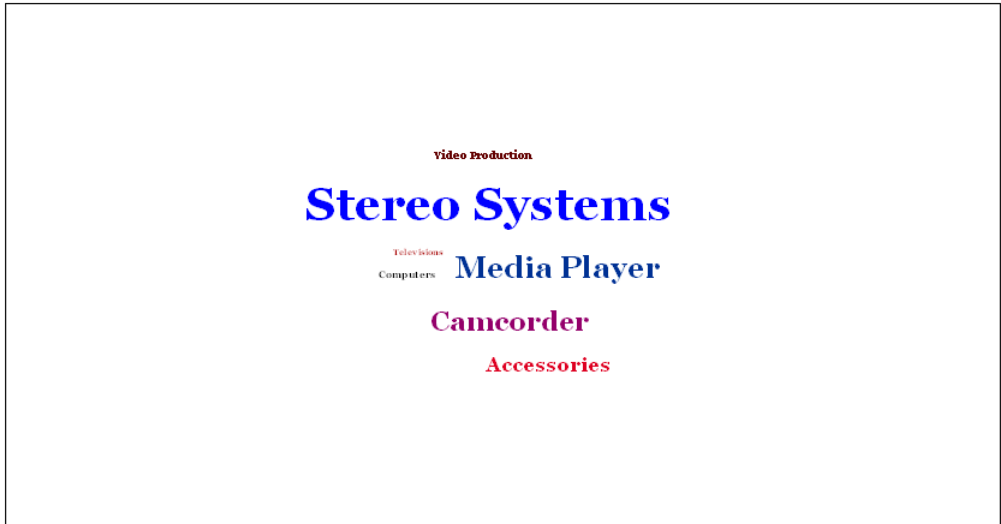 Video Production
Stereo Systems
Televisions
Computers
Media Player
Camcorder
Accessories